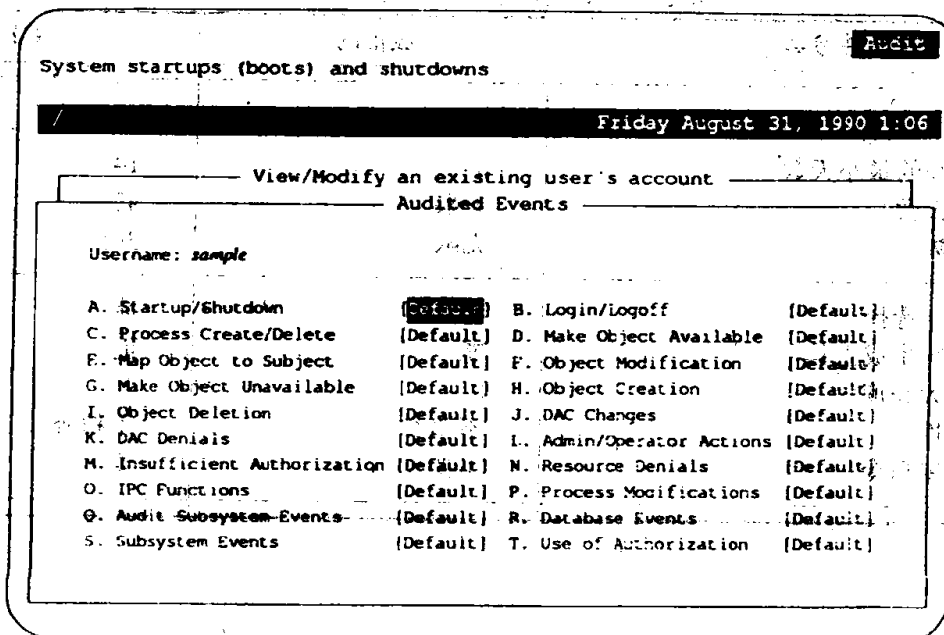 Audit
System startups (boots) and shutdowns
/ Friday August 31, 1990 1:06
View/Modify an existing user's account
Audited Events
Username: sample
A. Startup/Shutdown [Default] B. Login/Logoff [Default]
C. Process Create/Delete [Default] D. Make Object Available [Default]
E. Map Object to Subject [Default] F. Object Modification [Default]
G. Make Object Unavailable [Default] H. Object Creation [Default]
I. Object Deletion [Default] J. DAC Changes [Default]
K. DAC Denials [Default] L. Admin/Operator Actions [Default]
M. Insufficient Authorization [Default] N. Resource Denials [Default]
O. IPC Functions [Default] P. Process Modifications [Default]
Q. Audit Subsystem Events [Default] R. Database Events [Default]
S. Subsystem Events [Default] T. Use of Authorization [Default]